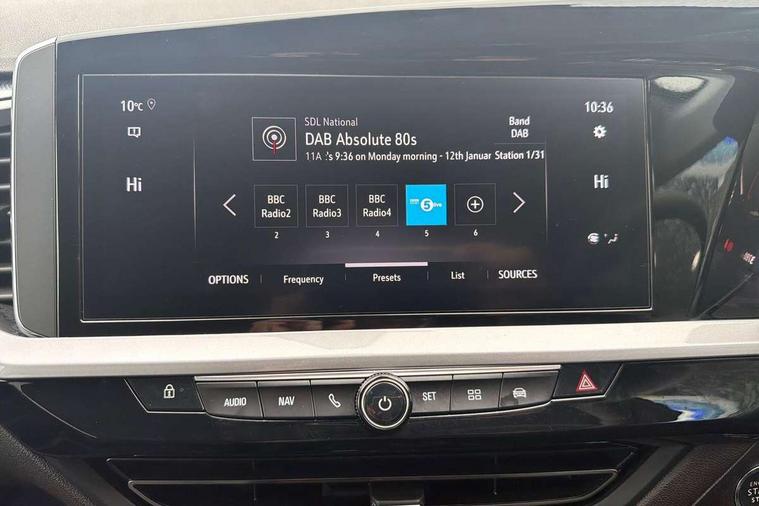 10°C
10:36
SDL National
DAB Absolute 80s
Band
DAB
11A :'s 9:36 on Monday morning - 12th Januar Station 1/31
Hi
Hi
BBC Radio2
BBC Radio3
BBC Radio4
5 live
2
3
4
5
6
OPTIONS
Frequency
Presets
List
SOURCES
AUDIO
NAV
SET